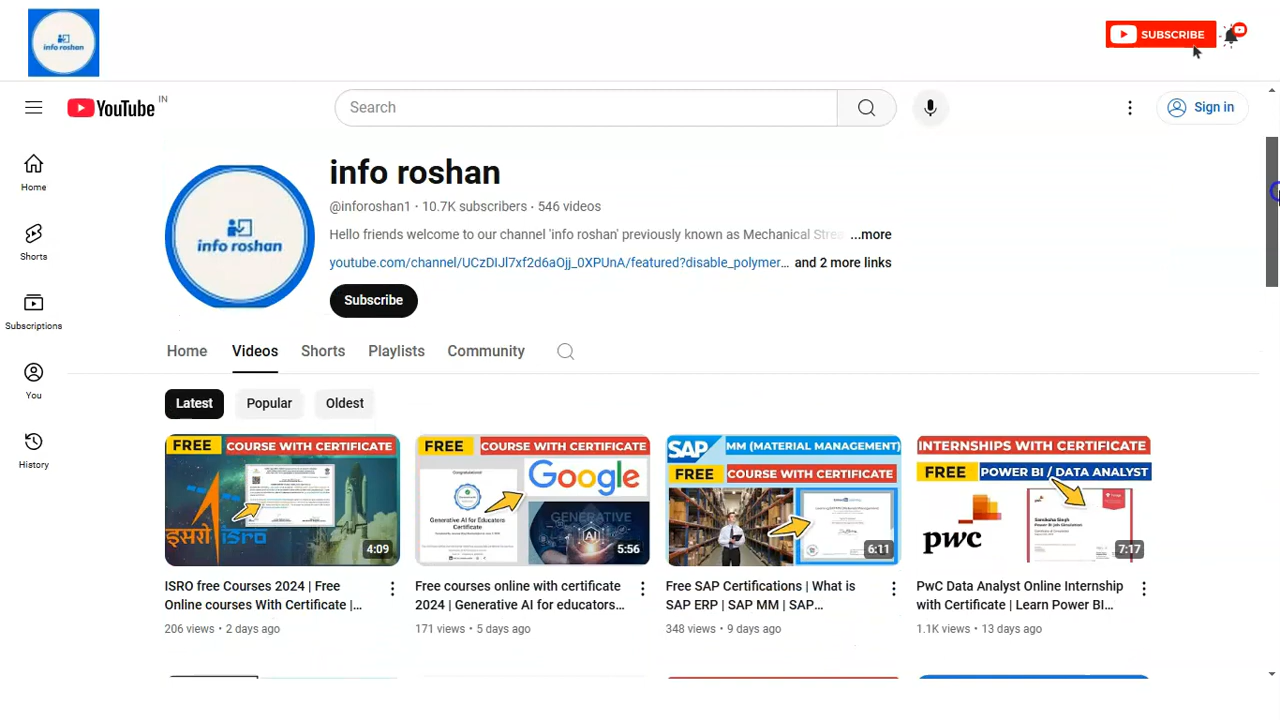 info roshan
SUBSCRIBE
YouTube IN
Search
Sign in
Home
Shorts
Subscriptions
You
History
info roshan
info roshan
@inforoshan1 · 10.7K subscribers · 546 videos
Hello friends welcome to our channel 'info roshan' previously known as Mechanical Strea ...more
youtube.com/channel/UCzDIJl7xf2d6aOjj_0XPUnA/featured?disable_polymer... and 2 more links
Subscribe
Home Videos Shorts Playlists Community
Latest Popular Oldest
FREE COURSE WITH CERTIFICATE
इसरो isro
4:09
ISRO free Courses 2024 | Free
Online courses With Certificate |...
206 views • 2 days ago
FREE COURSE WITH CERTIFICATE
Google
Generative AI for Educators
Certificate
GENERATIVE
AI
5:56
Free courses online with certificate
2024 | Generative AI for educators...
171 views • 5 days ago
SAP MM (MATERIAL MANAGEMENT)
FREE COURSE WITH CERTIFICATE
6:11
Free SAP Certifications | What is
SAP ERP | SAP MM | SAP...
348 views • 9 days ago
INTERNSHIPS WITH CERTIFICATE
FREE POWER BI / DATA ANALYST
pwc
7:17
PwC Data Analyst Online Internship
with Certificate | Learn Power BI...
1.1K views • 13 days ago